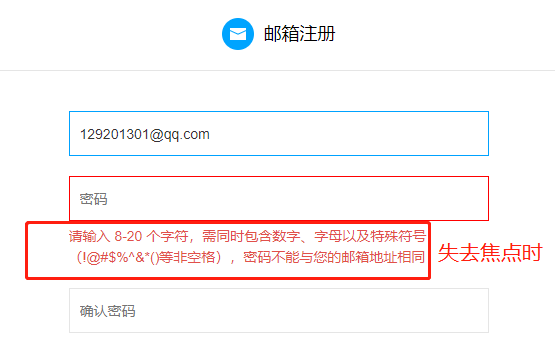 邮箱注册
129201301@qq.com
密码
请输入 8-20 个字符，需同时包含数字、字母以及特殊符号
（!@#$%^&*()等非空格），密码不能与您的邮箱地址相同
失去焦点时
确认密码